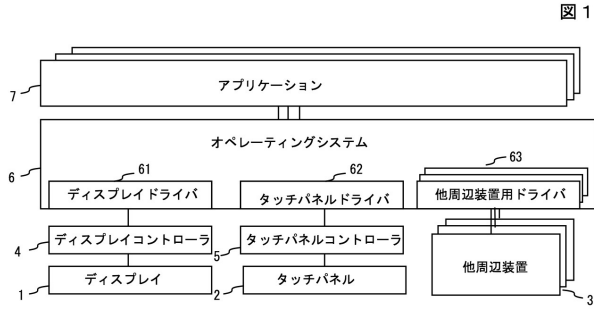 図1
アプリケーション
7
オペレーティングシステム
6
61
62
63
ディスプレイドライバ
タッチパネルドライバ
他周辺装置用ドライバ
4
ディスプレイコントローラ
5
タッチパネルコントローラ
1
ディスプレイ
2
タッチパネル
他周辺装置
3